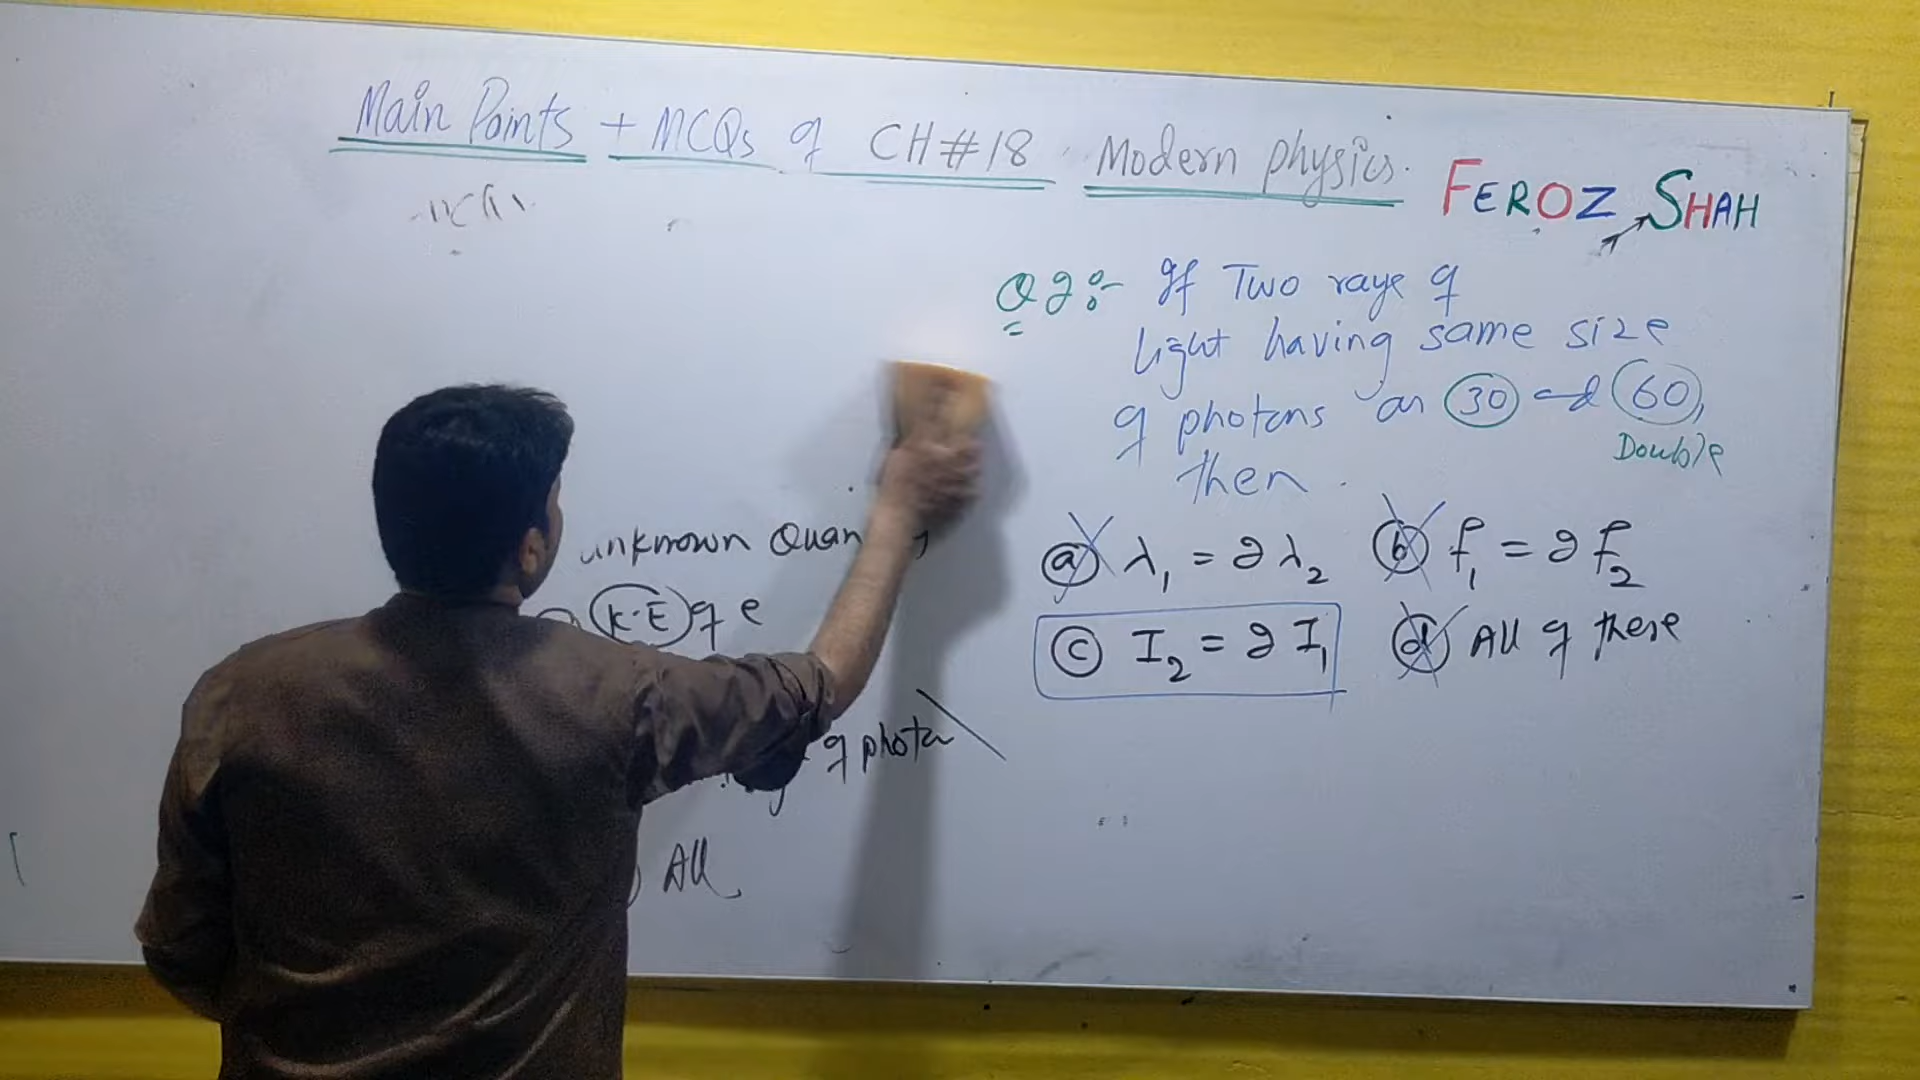 Main Points + MCQs of CH#18 Modern physics.
FEROZ SHAH
Q2:- If Two raye of
light having same size
of photons are 30 and 60,
Double
then.
(a) λ₁ = 2λ₂ (b) f₁ = 2f₂
(c) I₂ = 2I₁ (d) All of these
unknown
K.E of e
of photon
All